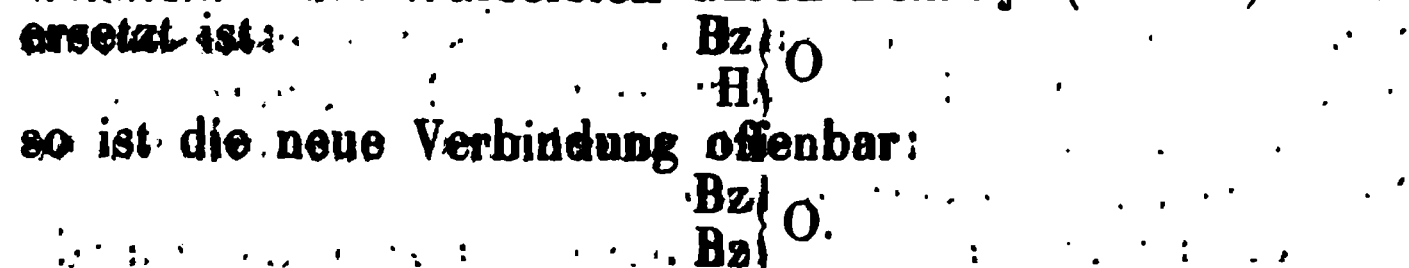 ersetzt ist:
Bz
H } O
so ist die neue Verbindung offenbar:
Bz
Bz } O.